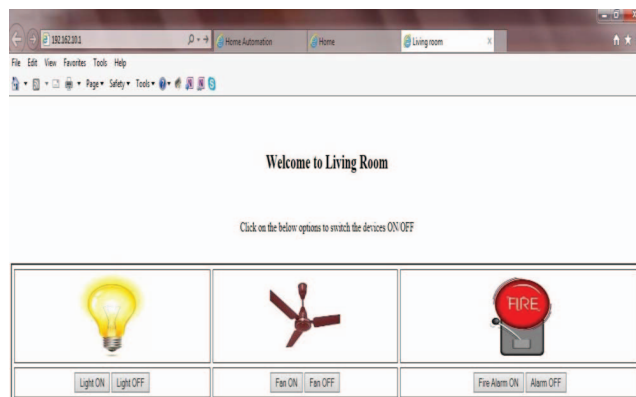 192.162.10.1
Home Automation
Home
Living room
File Edit View Favorites Tools Help
Page Safety Tools
Welcome to Living Room
Click on the below options to switch the devices ON/OFF
FIRE
Light ON Light OFF Fan ON Fan OFF Fire Alarm ON Alarm OFF